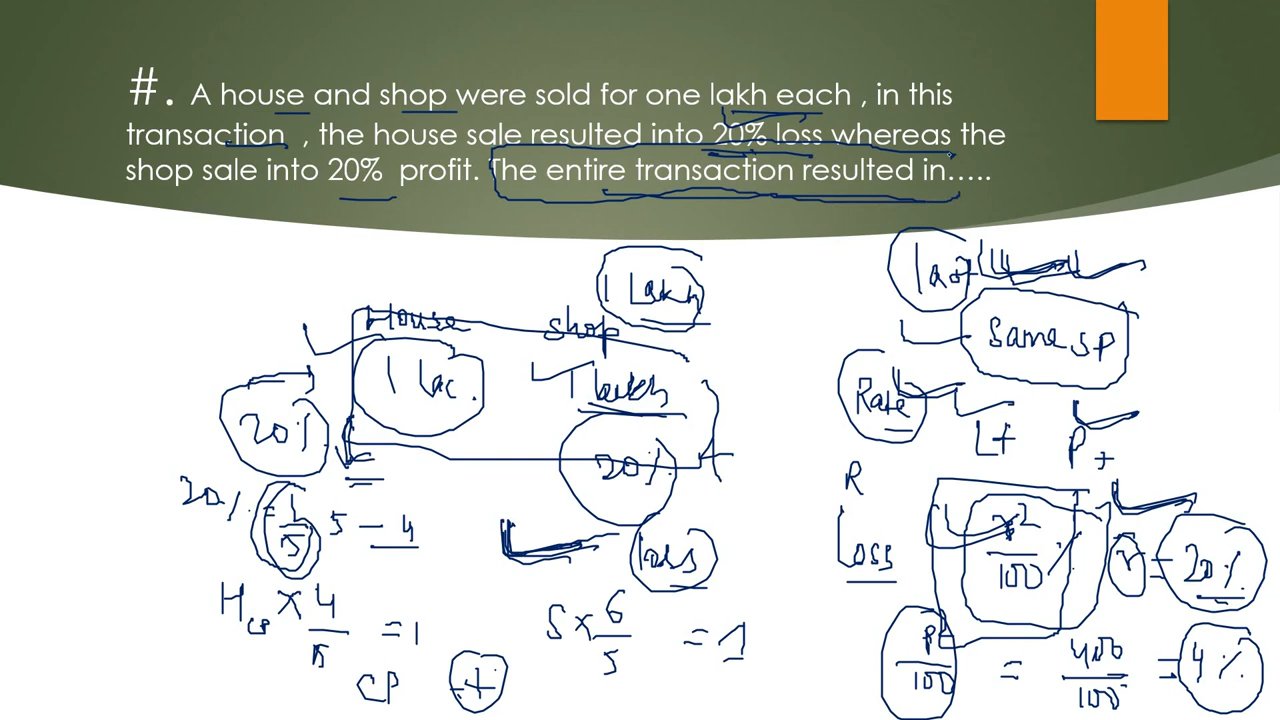 #. A house and shop were sold for one lakh each , in this
transaction , the house sale resulted into 20% loss whereas the
shop sale into 20% profit. The entire transaction resulted in.....
1 Lakh
House shop
1 lac.
1 lakh
Same SP
20%
Rate
L+ P+
20%
R
20% = 1/5 5 - 4
loss
Loss
r²/100 %
r = 20%
H CP × 4/5 = 1
S × 6/5 = 1
CP
/100 = 400/100 = 4%